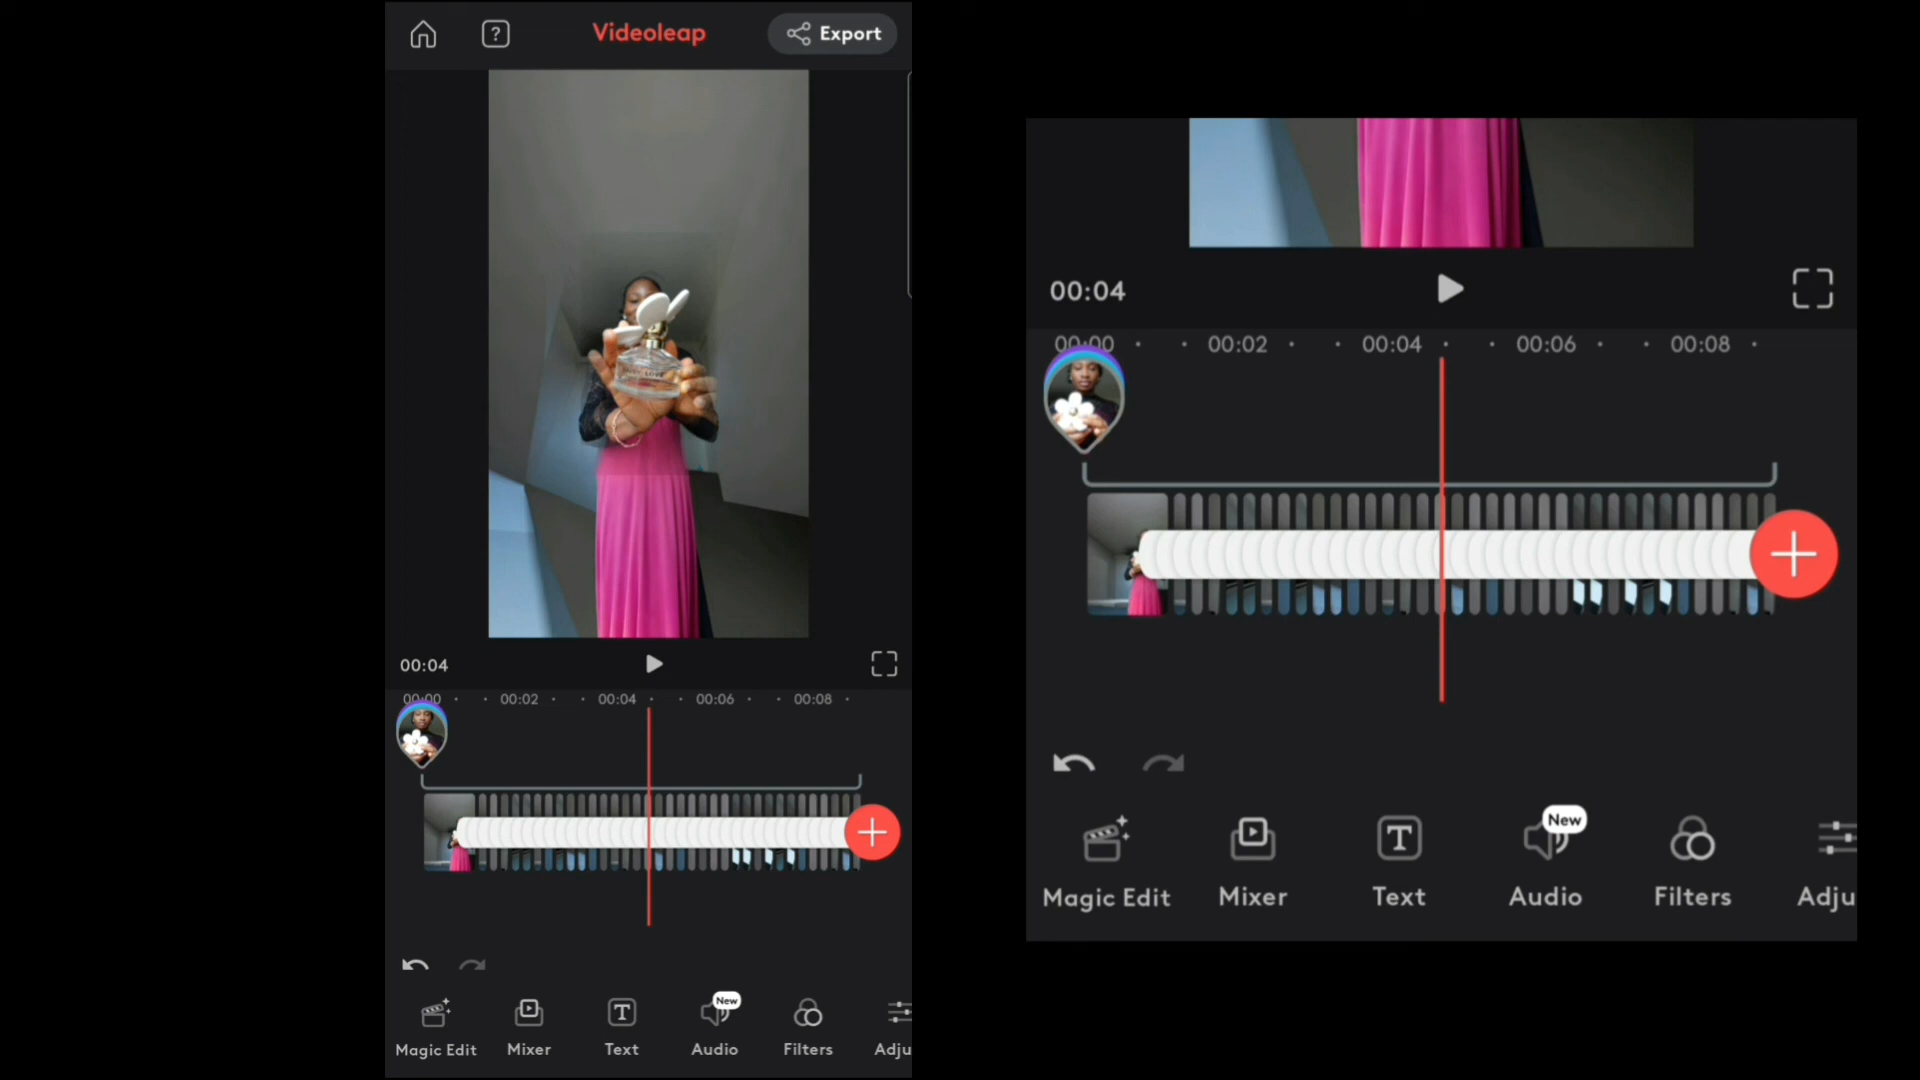 ?
Videoleap
Export
00:04
00:00 00:02 00:04 00:06 00:08
New
Magic Edit Mixer Text Audio Filters Adju
00:04
00:00 00:02 00:04 00:06 00:08
New
Magic Edit Mixer Text Audio Filters Adju